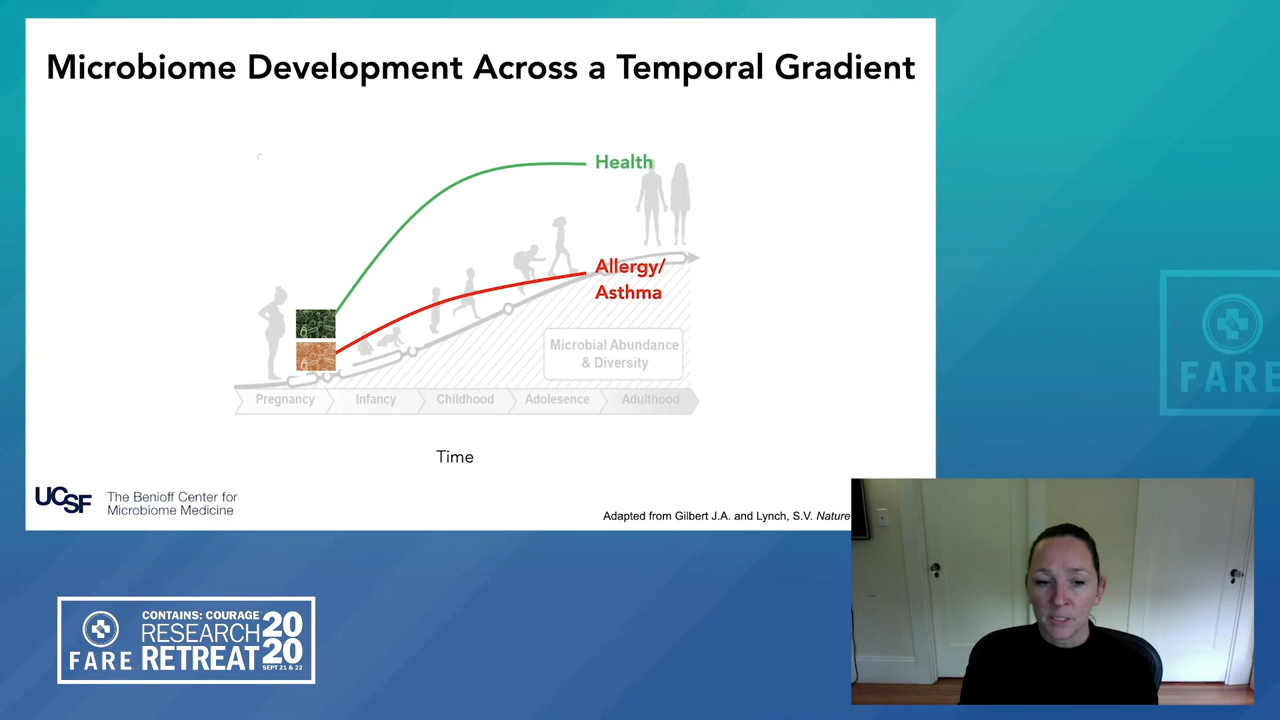 Microbiome Development Across a Temporal Gradient
Health
Allergy/
Asthma
Microbial Abundance
& Diversity
Pregnancy
Infancy
Childhood
Adolesence
Adulthood
Time
UCSF
The Benioff Center for
Microbiome Medicine
Adapted from Gilbert J.A. and Lynch, S.V. Nature
FARE
FARE
CONTAINS: COURAGE
RESEARCH
RETREAT
20
20
SEPT 21 & 22